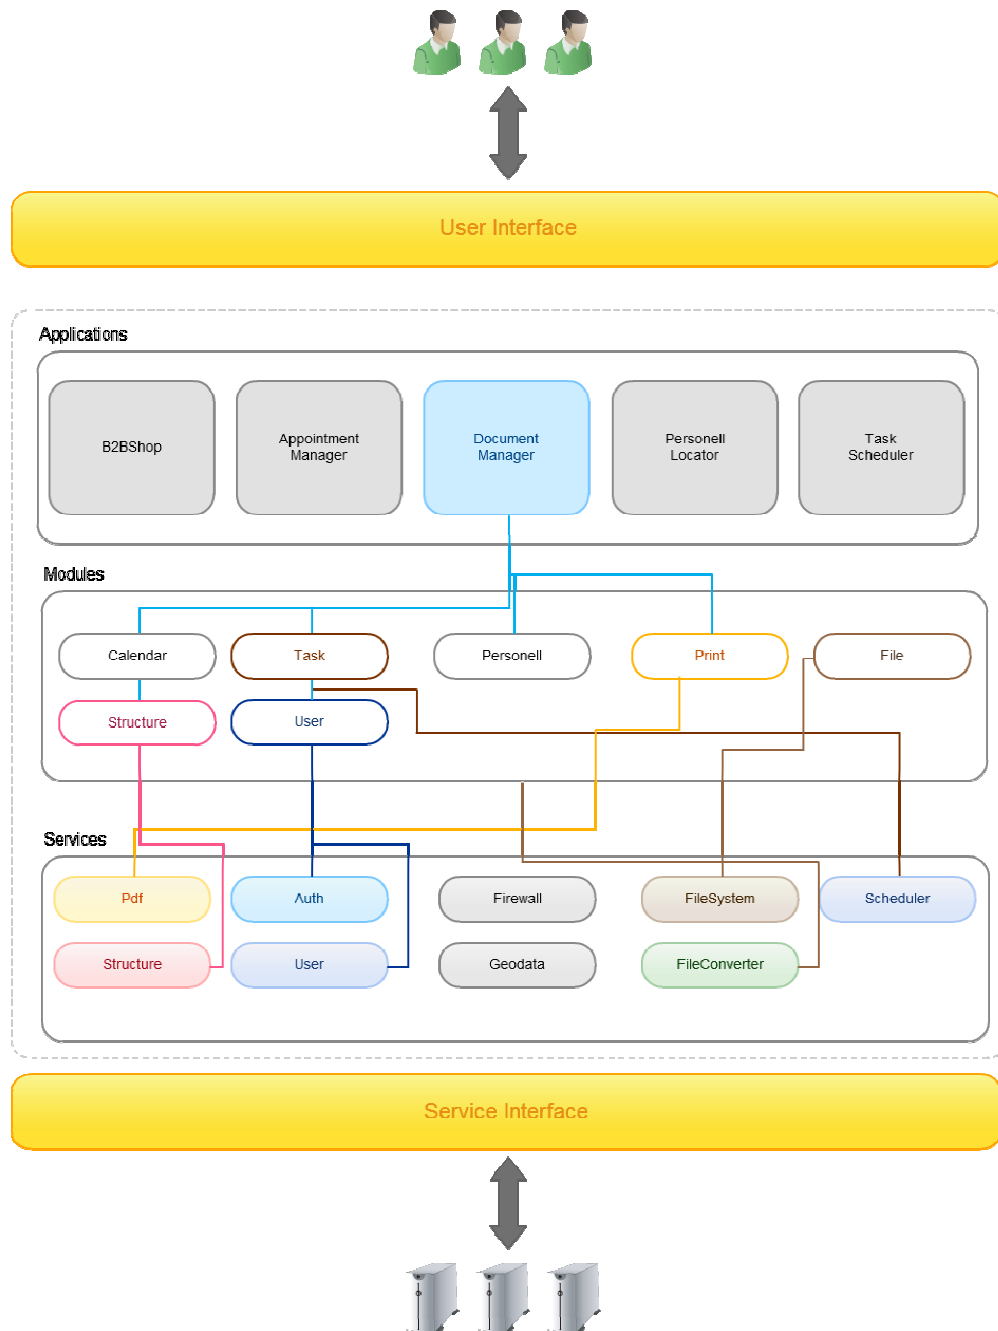 User Interface
Applications
B2BShop
Appointment
Manager
Document
Manager
Personell
Locator
Task
Scheduler
Modules
Calendar
Task
Personell
Print
File
Structure
User
Services
Pdf
Auth
Firewall
FileSystem
Scheduler
Structure
User
Geodata
FileConverter
Service Interface